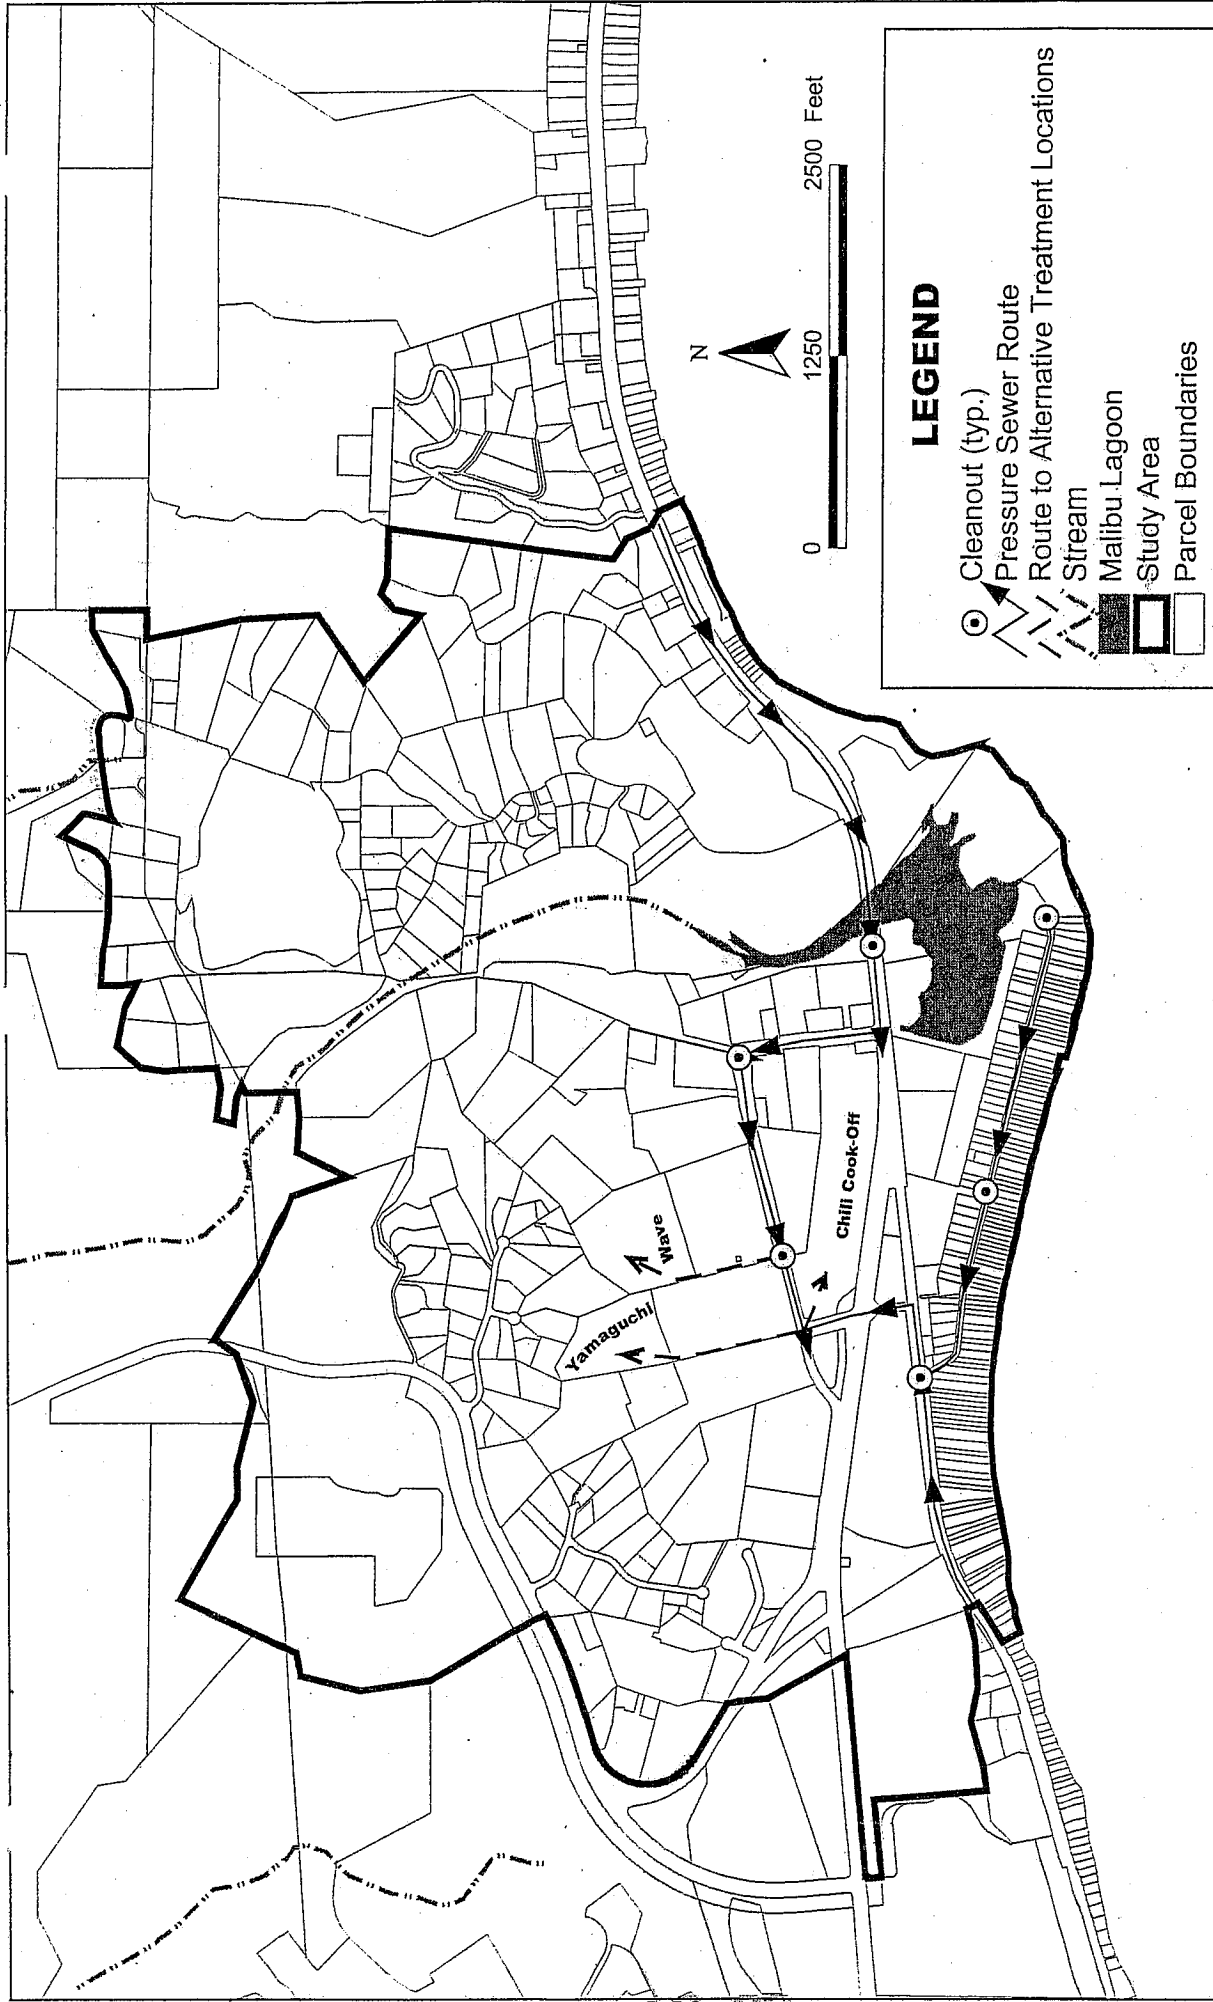 Yamaguchi
Wave
Chili Cook-Off
N
0 1250 2500 Feet
LEGEND
Cleanout (typ.)
Pressure Sewer Route
Route to Alternative Treatment Locations
Stream
Malibu Lagoon
Study Area
Parcel Boundaries